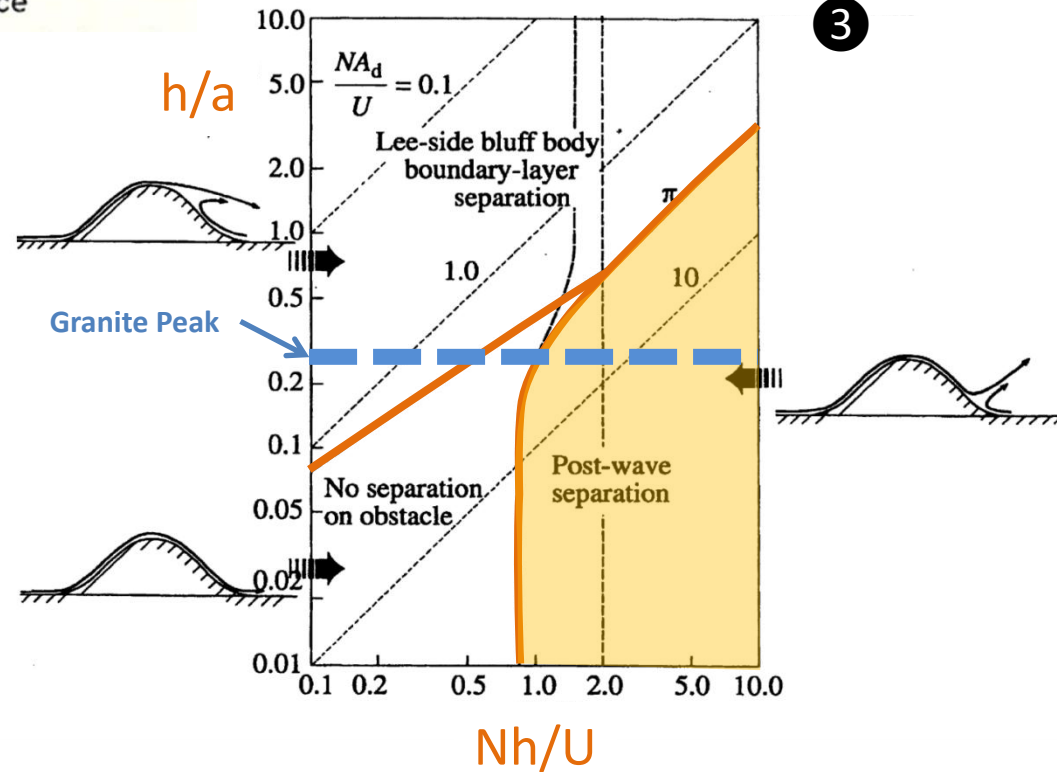 ce
3
h/a
10.0
5.0
2.0
1.0
0.5
0.2
0.1
0.05
0.02
0.01
NA_d/U = 0.1
Lee-side bluff body
boundary-layer
separation
π
1.0
10
Granite Peak
Post-wave
separation
No separation
on obstacle
0.1 0.2 0.5 1.0 2.0 5.0 10.0
Nh/U